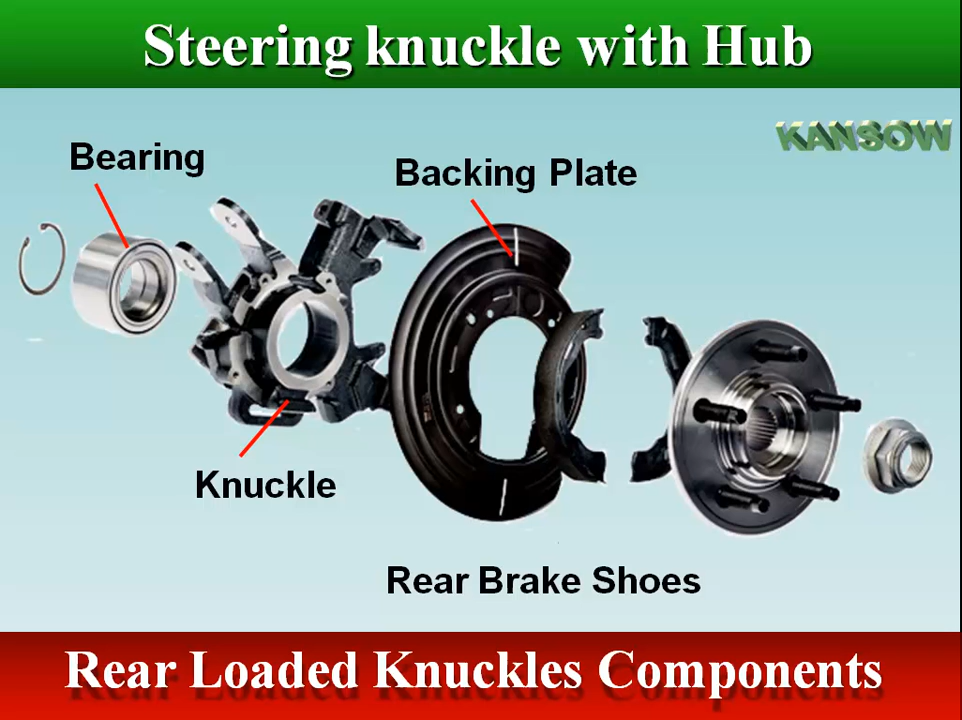 Steering knuckle with Hub
KANSOW
Bearing
Backing Plate
Knuckle
Rear Brake Shoes
Rear Loaded Knuckles Components